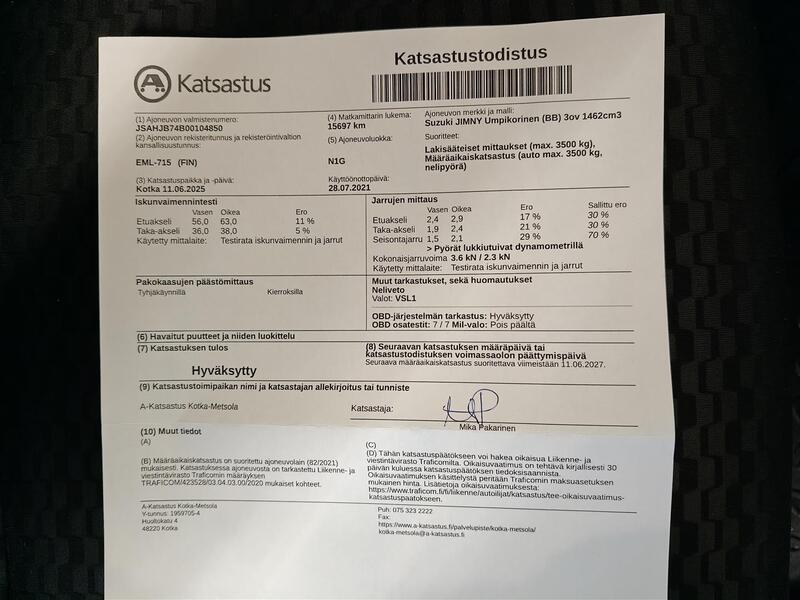 Katsastustodistus
A Katsastus
(1) Ajoneuvon valmistenumero:
JSAHJB74B00104850
(4) Matkamittarin lukema:
15697 km
Ajoneuvon merkki ja malli:
Suzuki JIMNY Umpikorinen (BB) 3ov 1462cm3
(2) Ajoneuvon rekisteritunnus ja rekisteröintivaltion
kansallisuustunnus:
EML-715 (FIN)
(5) Ajoneuvoluokka:
N1G
Suoritteet:
Lakisääteiset mittaukset (max. 3500 kg),
Määräaikaiskatsastus (auto max. 3500 kg,
nelipyörä)
(3) Katsastuspaikka ja -päivä:
Kotka 11.06.2025
Käyttöönottopäivä:
28.07.2021
Iskunvaimennintesti
Vasen Oikea Ero
Etuakseli 56,0 63,0 11 %
Taka-akseli 36,0 38,0 5 %
Käytetty mittalaite: Testirata iskunvaimennin ja jarrut
Jarrujen mittaus
Vasen Oikea Ero Sallittu ero
Etuakseli 2,4 2,9 17 % 30 %
Taka-akseli 1,9 2,4 21 % 30 %
Seisontajarru 1,5 2,1 29 % 70 %
> Pyörät lukkiutuivat dynamometrillä
Kokonaisjarruvoima 3.6 kN / 2.3 kN
Käytetty mittalaite: Testirata iskunvaimennin ja jarrut
Pakokaasujen päästömittaus
Tyhjäkäynnillä Kierroksilla
Muut tarkastukset, sekä huomautukset
Neliveto
Valot: VSL1
OBD-järjestelmän tarkastus: Hyväksytty
OBD osatestit: 7 / 7 Mil-valo: Pois päältä
(6) Havaitut puutteet ja niiden luokittelu
(7) Katsastuksen tulos
Hyväksytty
(8) Seuraavan katsastuksen määräpäivä tai
katsastustodistuksen voimassaolon päättymispäivä
Seuraava määräaikaiskatsastus suoritettava viimeistään 11.06.2027.
(9) Katsastustoimipaikan nimi ja katsastajan allekirjoitus tai tunniste
A-Katsastus Kotka-Metsola
Katsastaja:
Mika Pakarinen
(10) Muut tiedot
(A)
(B) Määräaikaiskatsastus on suoritettu ajoneuvolain (82/2021)
mukaisesti. Katsastuksessa ajoneuvosta on tarkastettu Liikenne- ja
viestintävirasto Traficomin määräyksen
TRAFICOM/423528/03.04.03.00/2020 mukaiset kohteet.
(C)
(D) Tähän katsastuspäätökseen voi hakea oikaisua Liikenne- ja
viestintävirasto Traficomilta. Oikaisuvaatimus on tehtävä kirjallisesti 30
päivän kuluessa katsastuspäätöksen tiedoksisaannista.
Oikaisuvaatimuksen käsittelystä peritään Traficomin maksuasetuksen
mukainen hinta. Lisätietoja oikaisuvaatimuksesta:
https://www.traficom.fi/fi/liikenne/autoilijat/katsastus/tee-oikaisuvaatimus-
katsastuspaatokseen.
A-Katsastus Kotka-Metsola
Y-tunnus: 1959705-4
Huoltokatu 4
48220 Kotka
Puh: 075 323 2222
Fax:
https://www.a-katsastus.fi/palvelupiste/kotka-metsola/
kotka-metsola@a-katsastus.fi